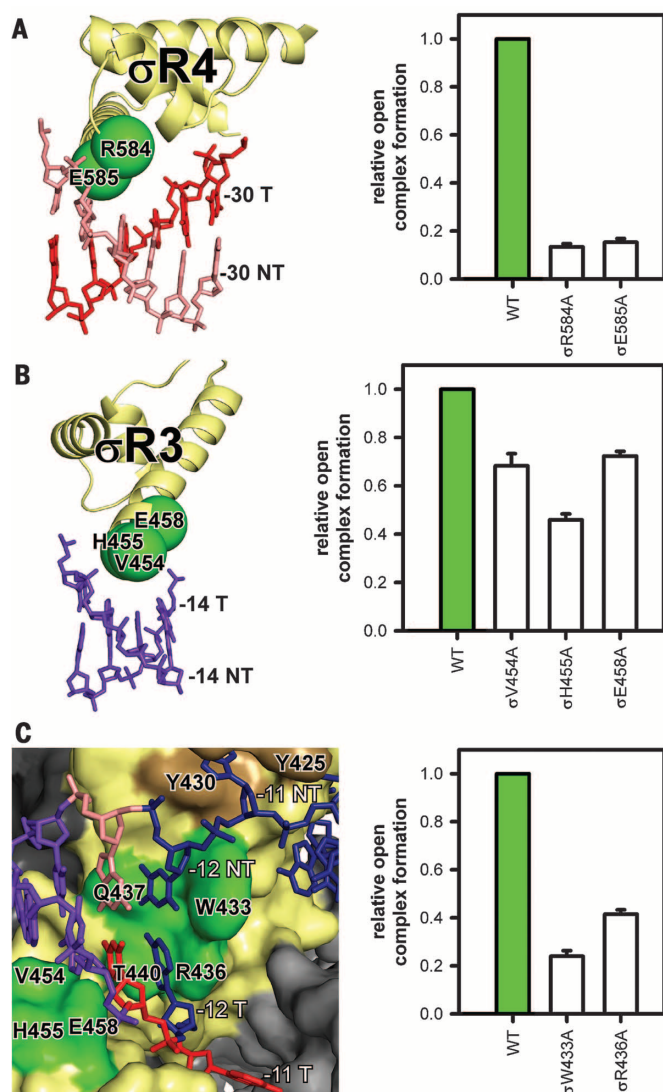 A
σR4
R584
E585
-30 T
-30 NT
relative open
complex formation
1.0
0.8
0.6
0.4
0.2
0.0
WT
σR584A
σE585A
B
σR3
E458
H455
V454
-14 T
-14 NT
relative open
complex formation
1.0
0.8
0.6
0.4
0.2
0.0
WT
σV454A
σH455A
σE458A
C
Y430
Y425
-11 NT
-12 NT
Q437
W433
V454
T440
R436
H455
E458
-12 T
-11 T
relative open
complex formation
1.0
0.8
0.6
0.4
0.2
0.0
WT
σW433A
σR436A